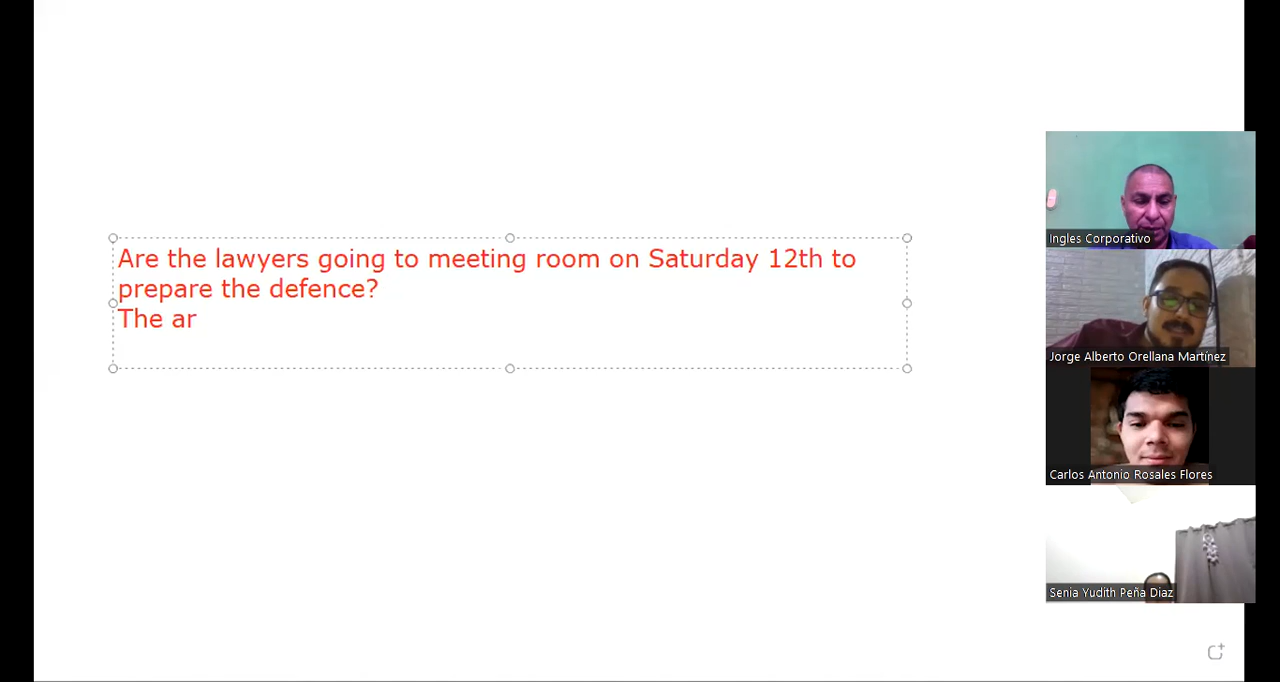 Are the lawyers going to meeting room on Saturday 12th to
prepare the defence?
The ar
Ingles Corporativo
Jorge Alberto Orellana Martínez
Carlos Antonio Rosales Flores
Senia Yudith Peña Diaz